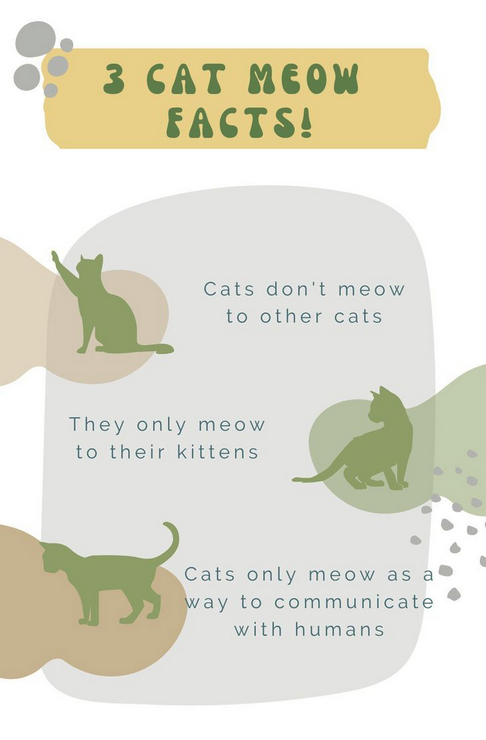 3 CAT MEOW
FACTS!
Cats don't meow
to other cats
They only meow
to their kittens
Cats only meow as a
way to communicate
with humans